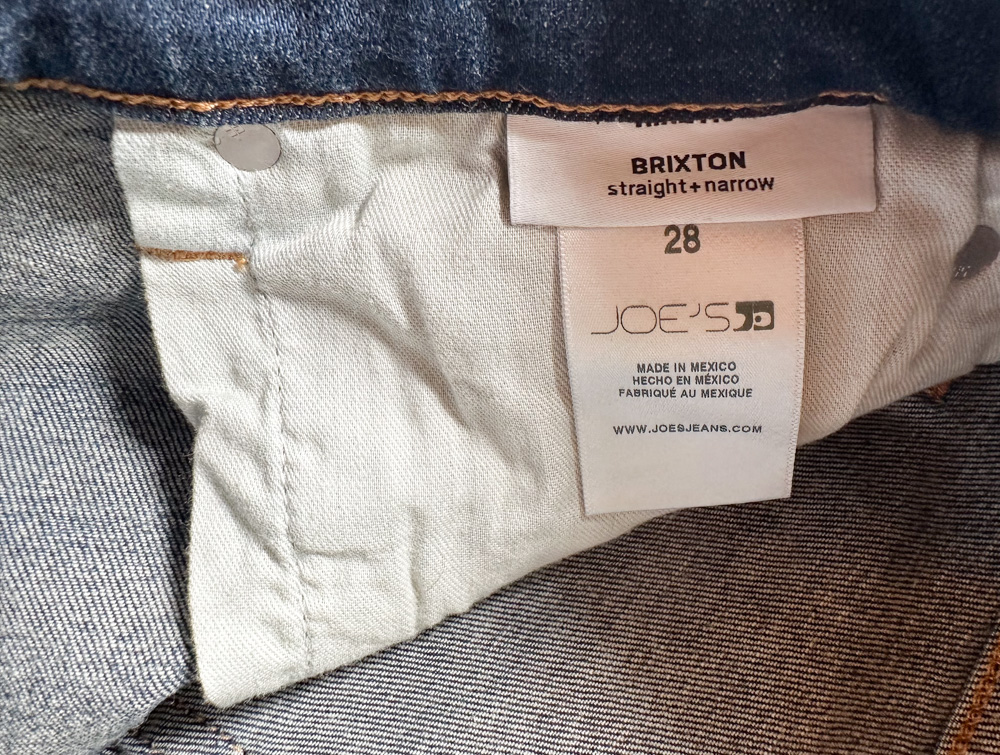 BRIXTON
straight+narrow
28
JOE'S
MADE IN MEXICO
HECHO EN MÉXICO
FABRIQUÉ AU MEXIQUE
WWW.JOESJEANS.COM